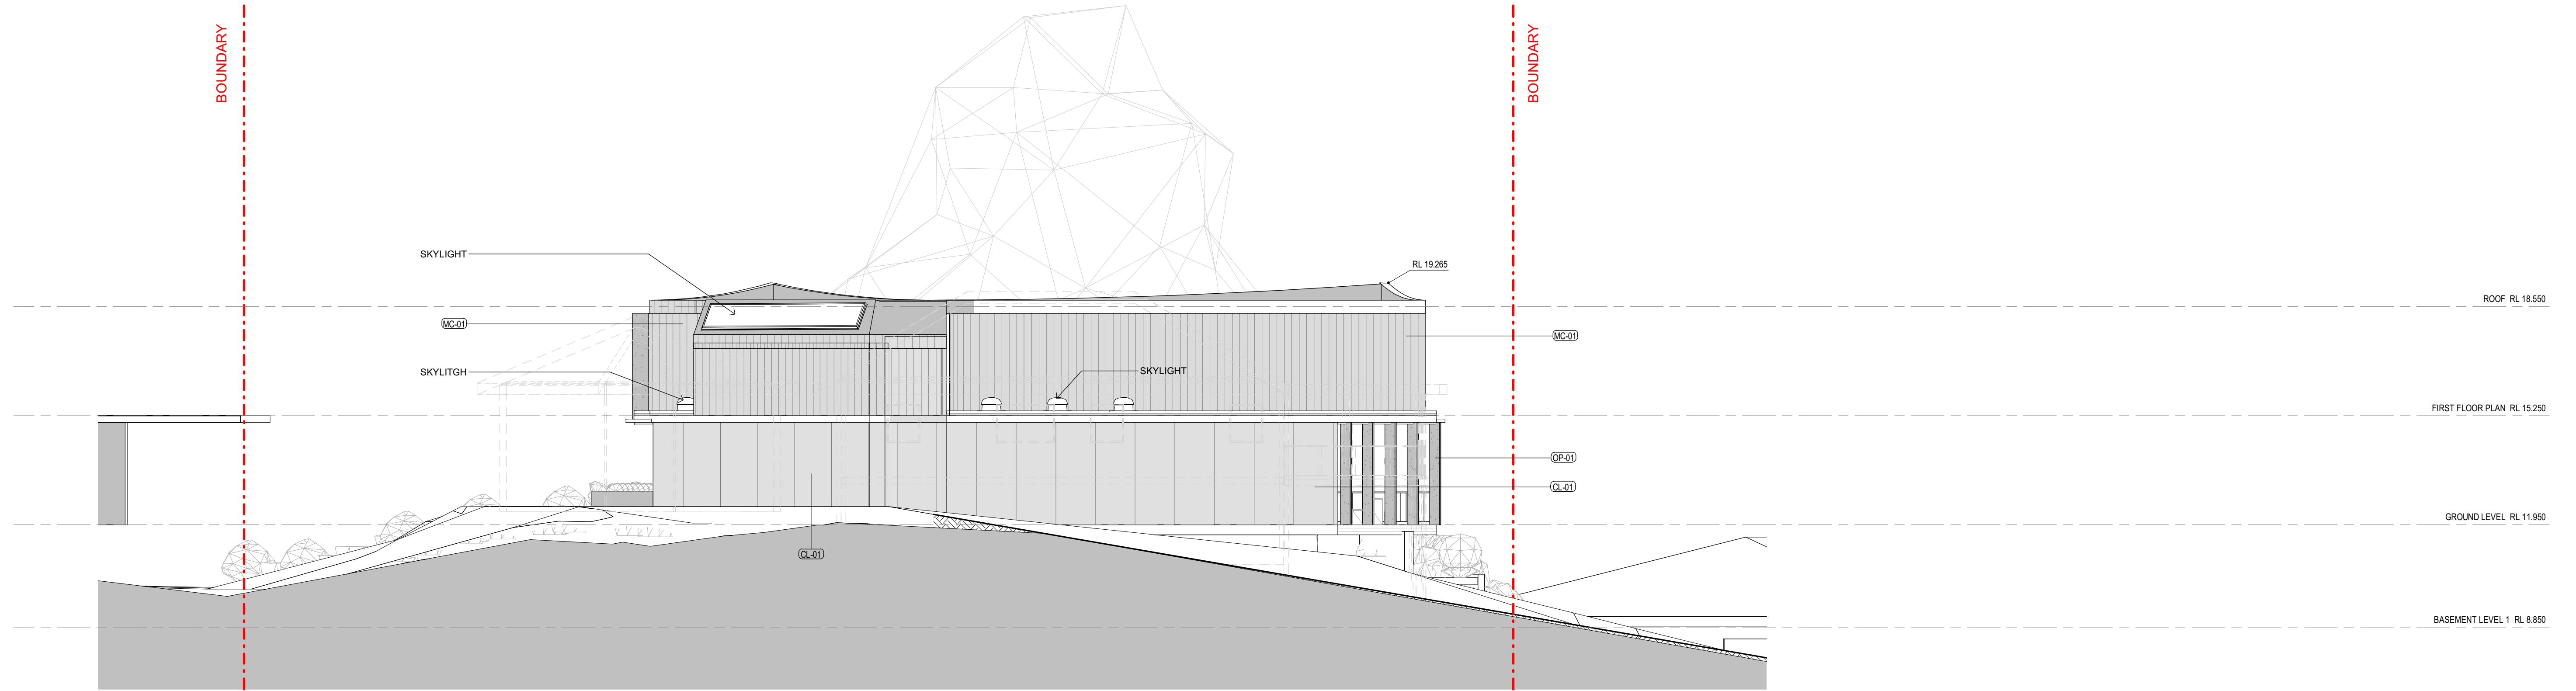 BOUNDARY
BOUNDARY
SKYLIGHT
RL 19.265
ROOF RL 18.550
MC-01
MC-01
SKYLITGH
SKYLIGHT
FIRST FLOOR PLAN RL 15.250
OP-01
CL-01
GROUND LEVEL RL 11.950
CL-01
BASEMENT LEVEL 1 RL 8.850